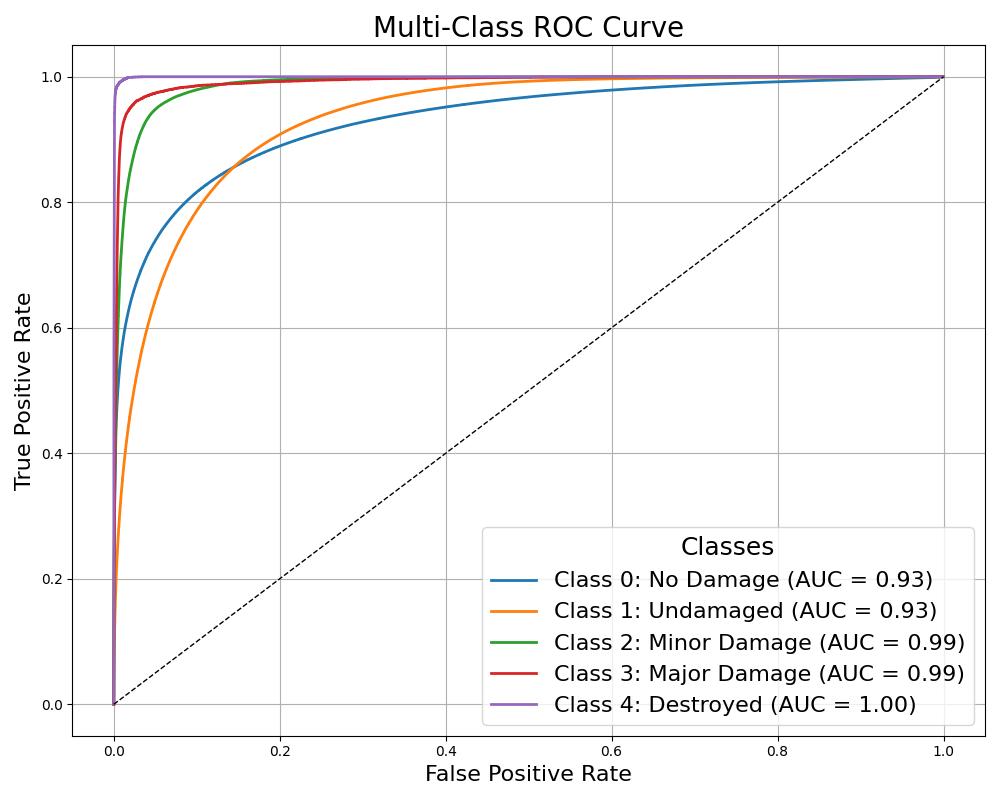 Multi-Class ROC Curve
True Positive Rate
1.0
0.8
0.6
0.4
0.2
0.0
Classes
Class 0: No Damage (AUC = 0.93)
Class 1: Undamaged (AUC = 0.93)
Class 2: Minor Damage (AUC = 0.99)
Class 3: Major Damage (AUC = 0.99)
Class 4: Destroyed (AUC = 1.00)
0.0 0.2 0.4 0.6 0.8 1.0
False Positive Rate